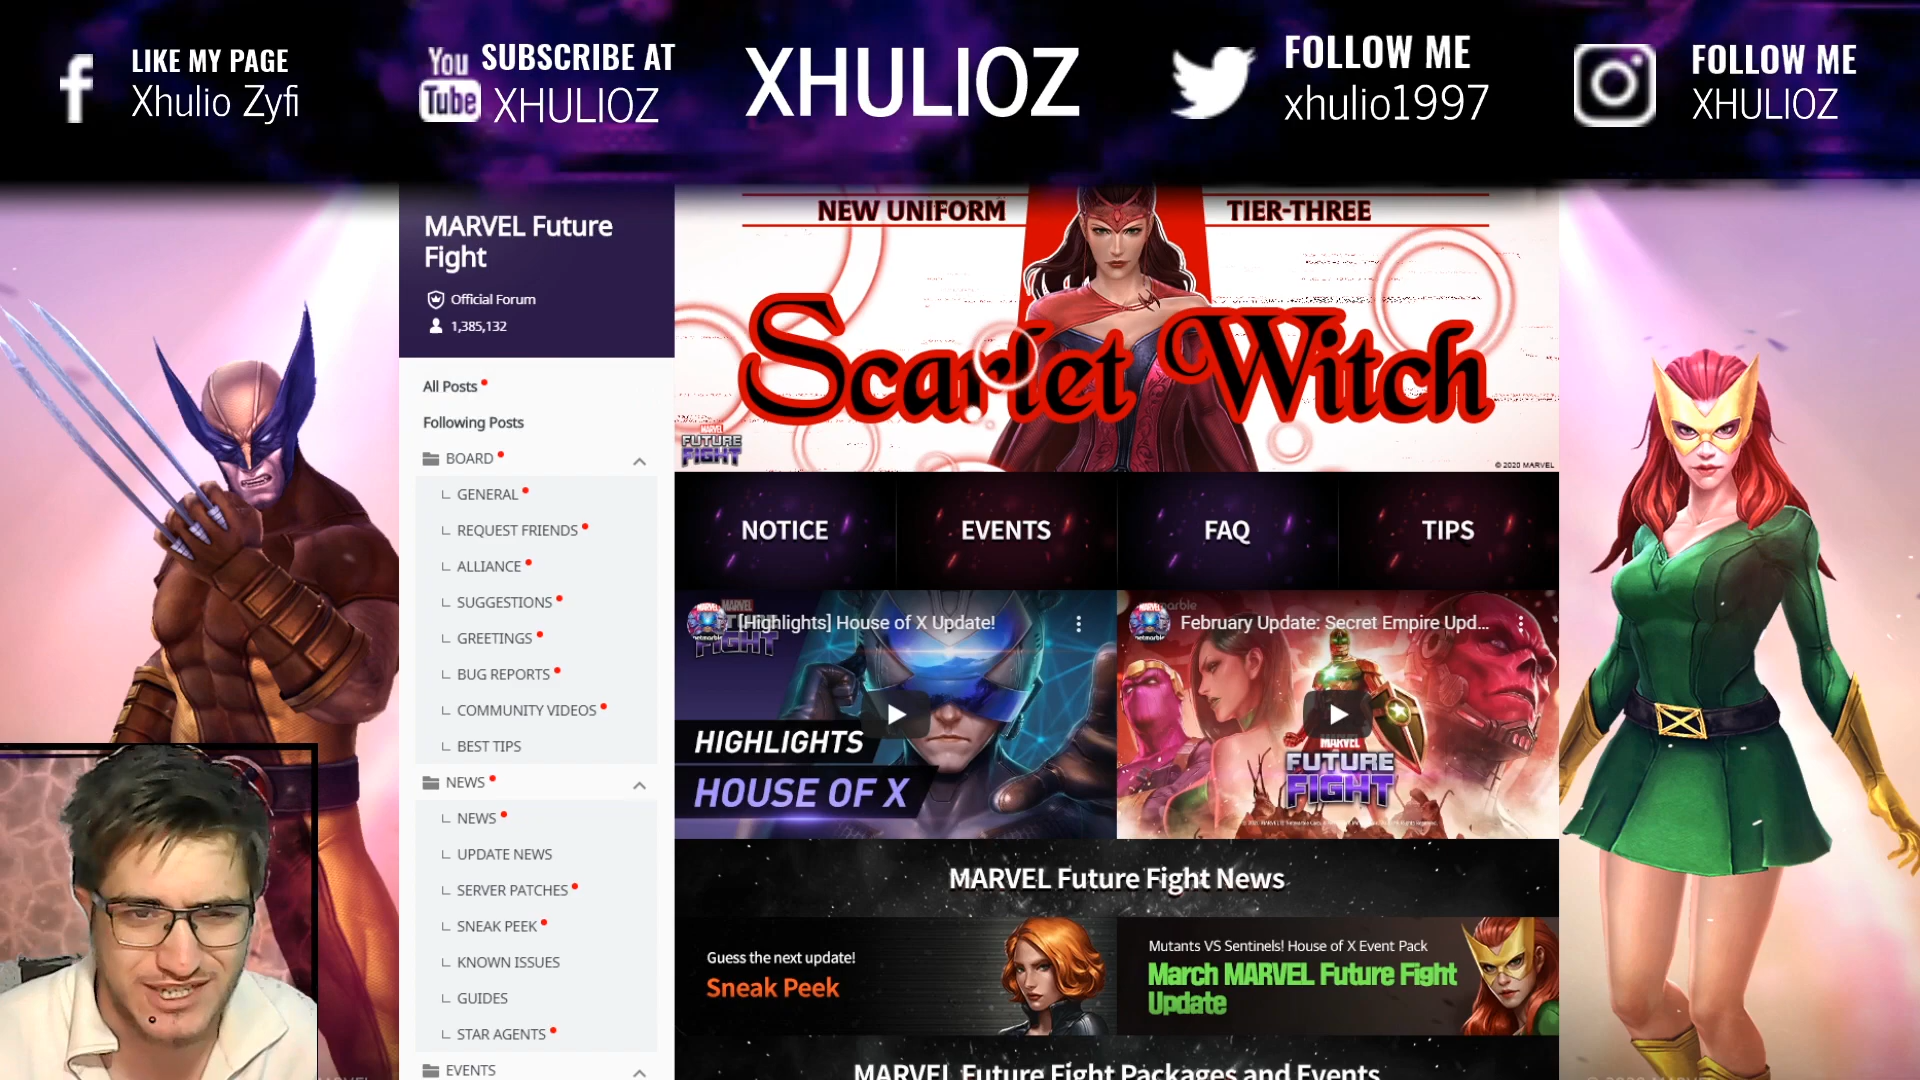 LIKE MY PAGE
Xhulio Zyfi
You
Tube
SUBSCRIBE AT
XHULIOZ
XHULIOZ
FOLLOW ME
xhulio1997
FOLLOW ME
XHULIOZ
MARVEL Future
Fight
Official Forum
1,385,132
All Posts
Following Posts
BOARD
GENERAL
REQUEST FRIENDS
ALLIANCE
SUGGESTIONS
GREETINGS
BUG REPORTS
COMMUNITY VIDEOS
BEST TIPS
NEWS
NEWS
UPDATE NEWS
SERVER PATCHES
SNEAK PEEK
KNOWN ISSUES
GUIDES
STAR AGENTS
EVENTS
NEW UNIFORM
TIER-THREE
Scarlet Witch
MARVEL
FUTURE
FIGHT
© 2020 MARVEL
NOTICE
EVENTS
FAQ
TIPS
[Highlights] House of X Update!
MARVEL
FIGHT
HIGHLIGHTS
HOUSE OF X
February Update: Secret Empire Upd...
MARVEL
FUTURE
FIGHT
MARVEL Future Fight News
Guess the next update!
Sneak Peek
Mutants VS Sentinels! House of X Event Pack
March MARVEL Future Fight
Update
MARVEL Future Fight Packages and Events